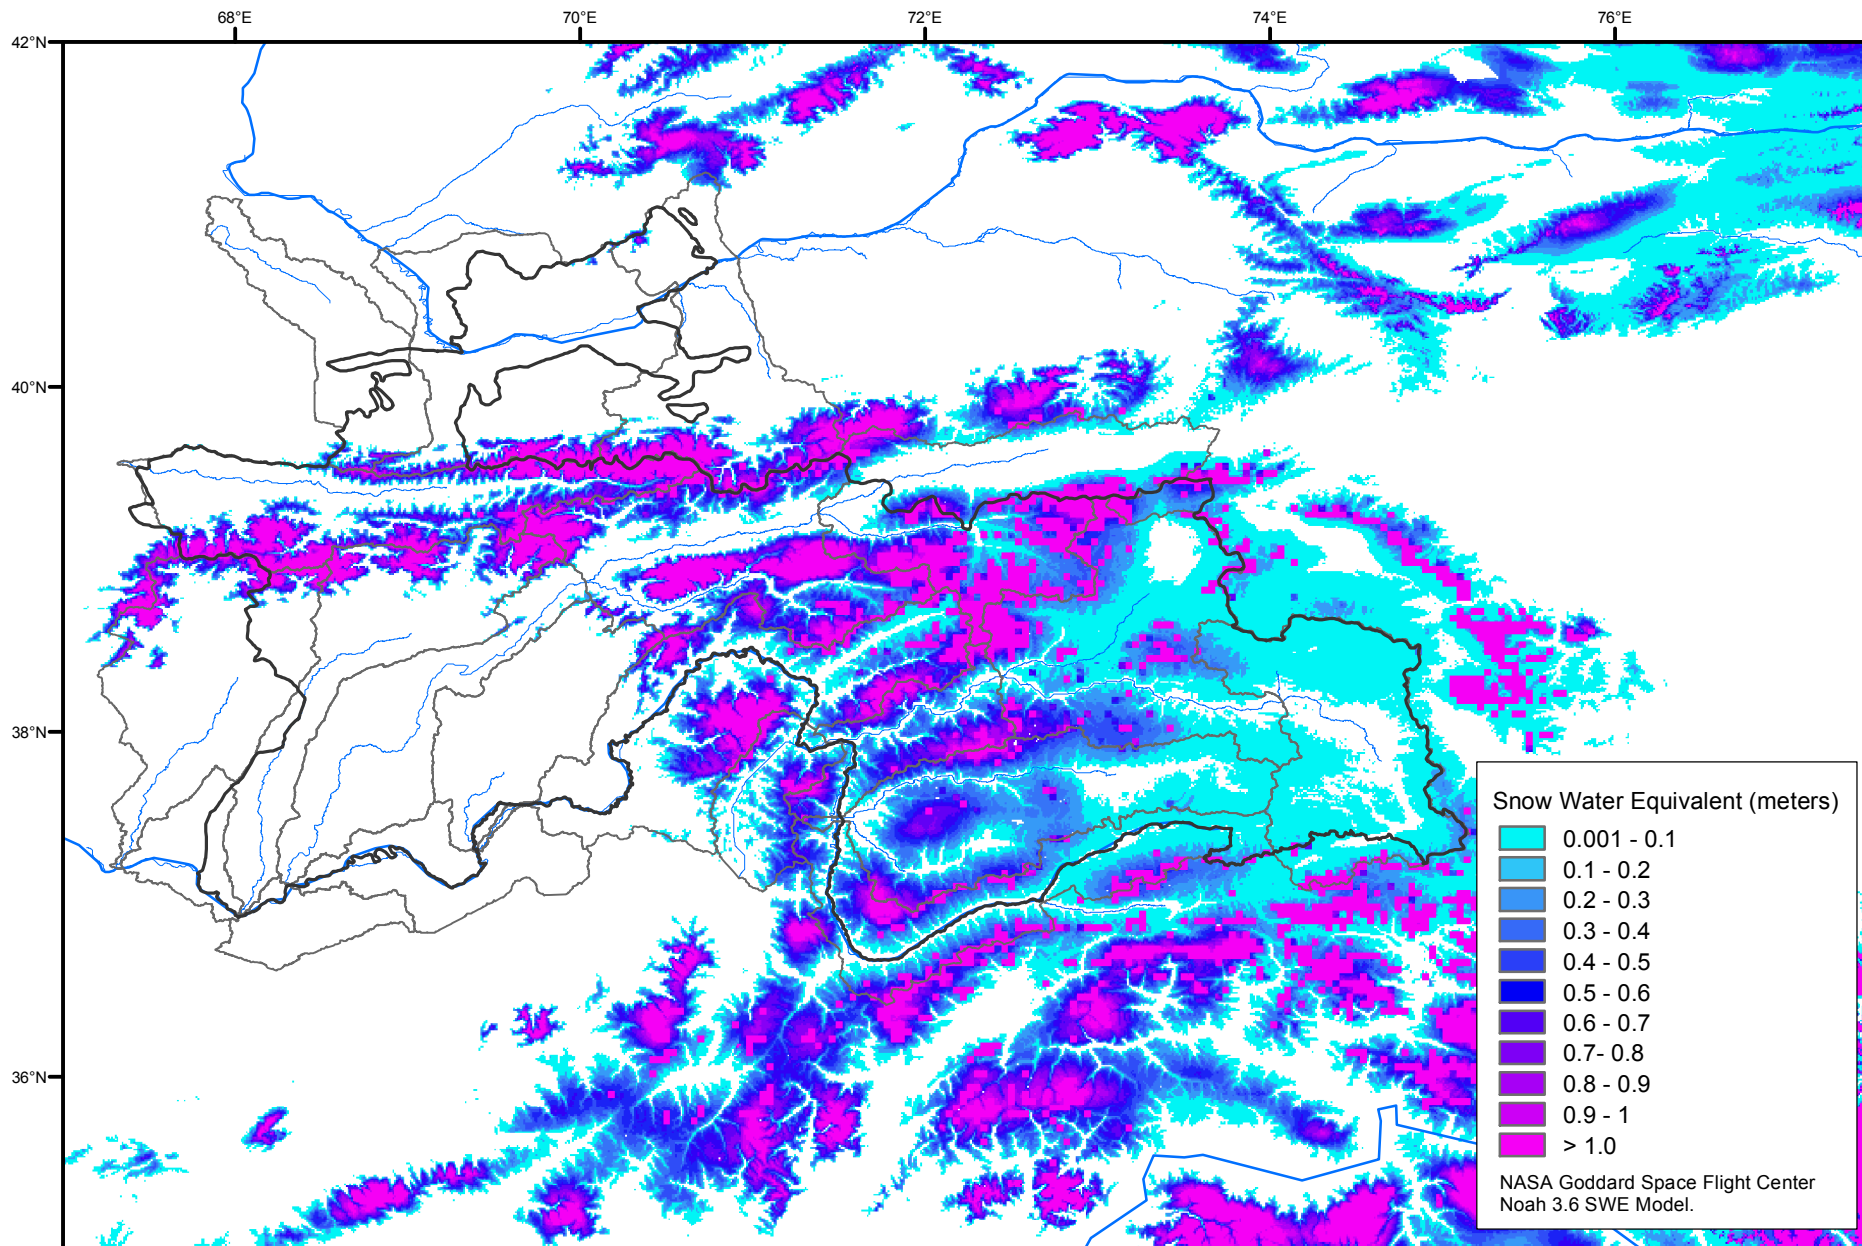 68°E
70°E
72°E
74°E
76°E
42°N
40°N
38°N
36°N
Snow Water Equivalent (meters)
0.001 - 0.1
0.1 - 0.2
0.2 - 0.3
0.3 - 0.4
0.4 - 0.5
0.5 - 0.6
0.6 - 0.7
0.7- 0.8
0.8 - 0.9
0.9 - 1
> 1.0
NASA Goddard Space Flight Center
Noah 3.6 SWE Model.